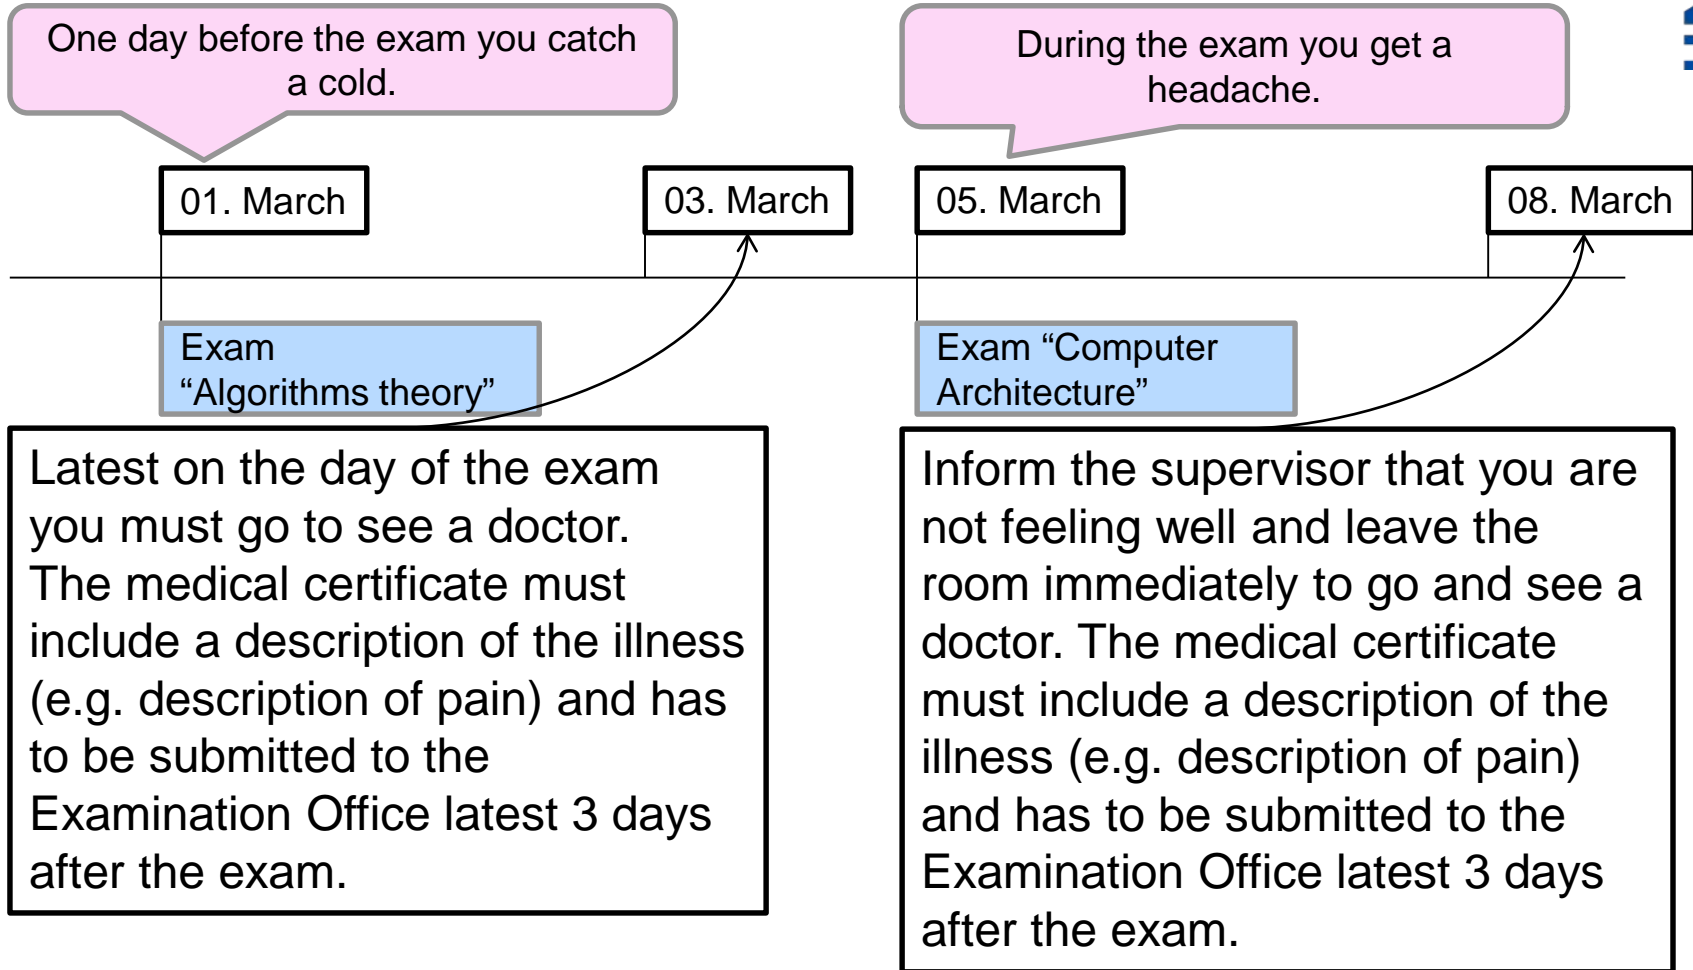 One day before the exam you catch
a cold.
During the exam you get a
headache.
01. March
03. March
05. March
08. March
Exam
“Algorithms theory”
Exam “Computer
Architecture”
Latest on the day of the exam
you must go to see a doctor.
The medical certificate must
include a description of the illness
(e.g. description of pain) and has
to be submitted to the
Examination Office latest 3 days
after the exam.
Inform the supervisor that you are
not feeling well and leave the
room immediately to go and see a
doctor. The medical certificate
must include a description of the
illness (e.g. description of pain)
and has to be submitted to the
Examination Office latest 3 days
after the exam.